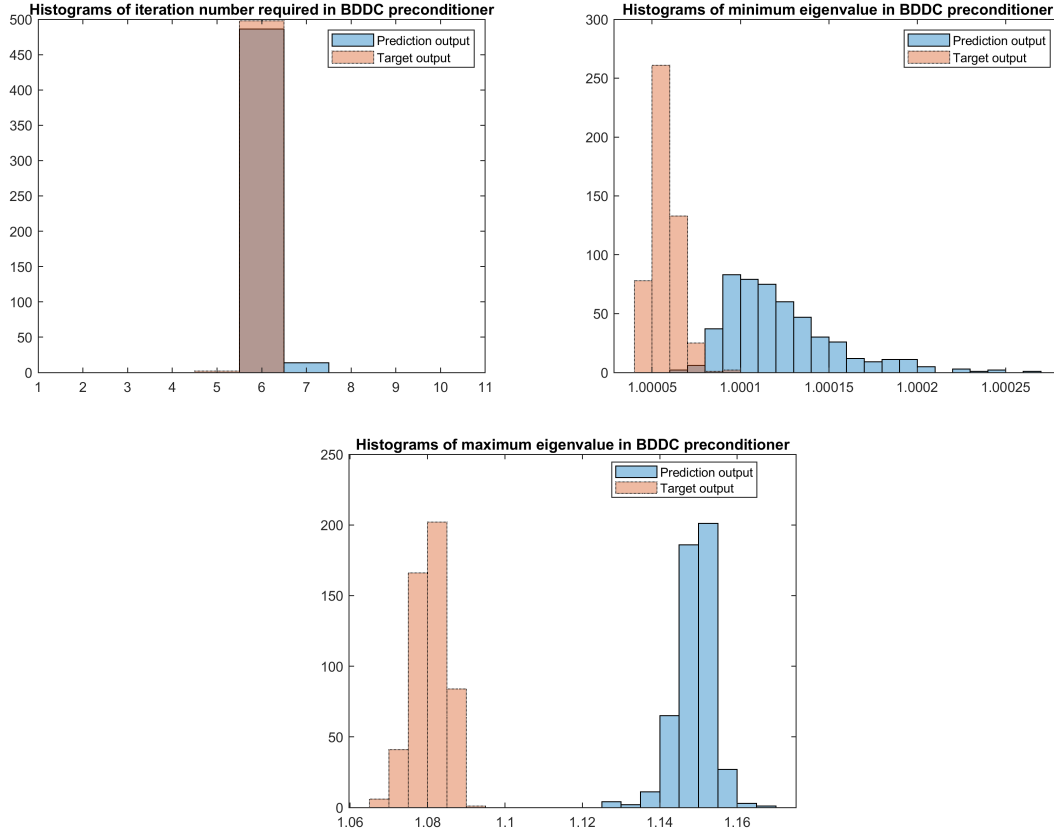 Histograms of iteration number required in BDDC preconditioner
500
450
400
350
300
250
200
150
100
50
0
1 2 3 4 5 6 7 8 9 10 11
Prediction output
Target output
Histograms of minimum eigenvalue in BDDC preconditioner
300
250
200
150
100
50
0
1.00005 1.0001 1.00015 1.0002 1.00025
Prediction output
Target output
Histograms of maximum eigenvalue in BDDC preconditioner
250
200
150
100
50
0
1.06 1.08 1.1 1.12 1.14 1.16
Prediction output
Target output